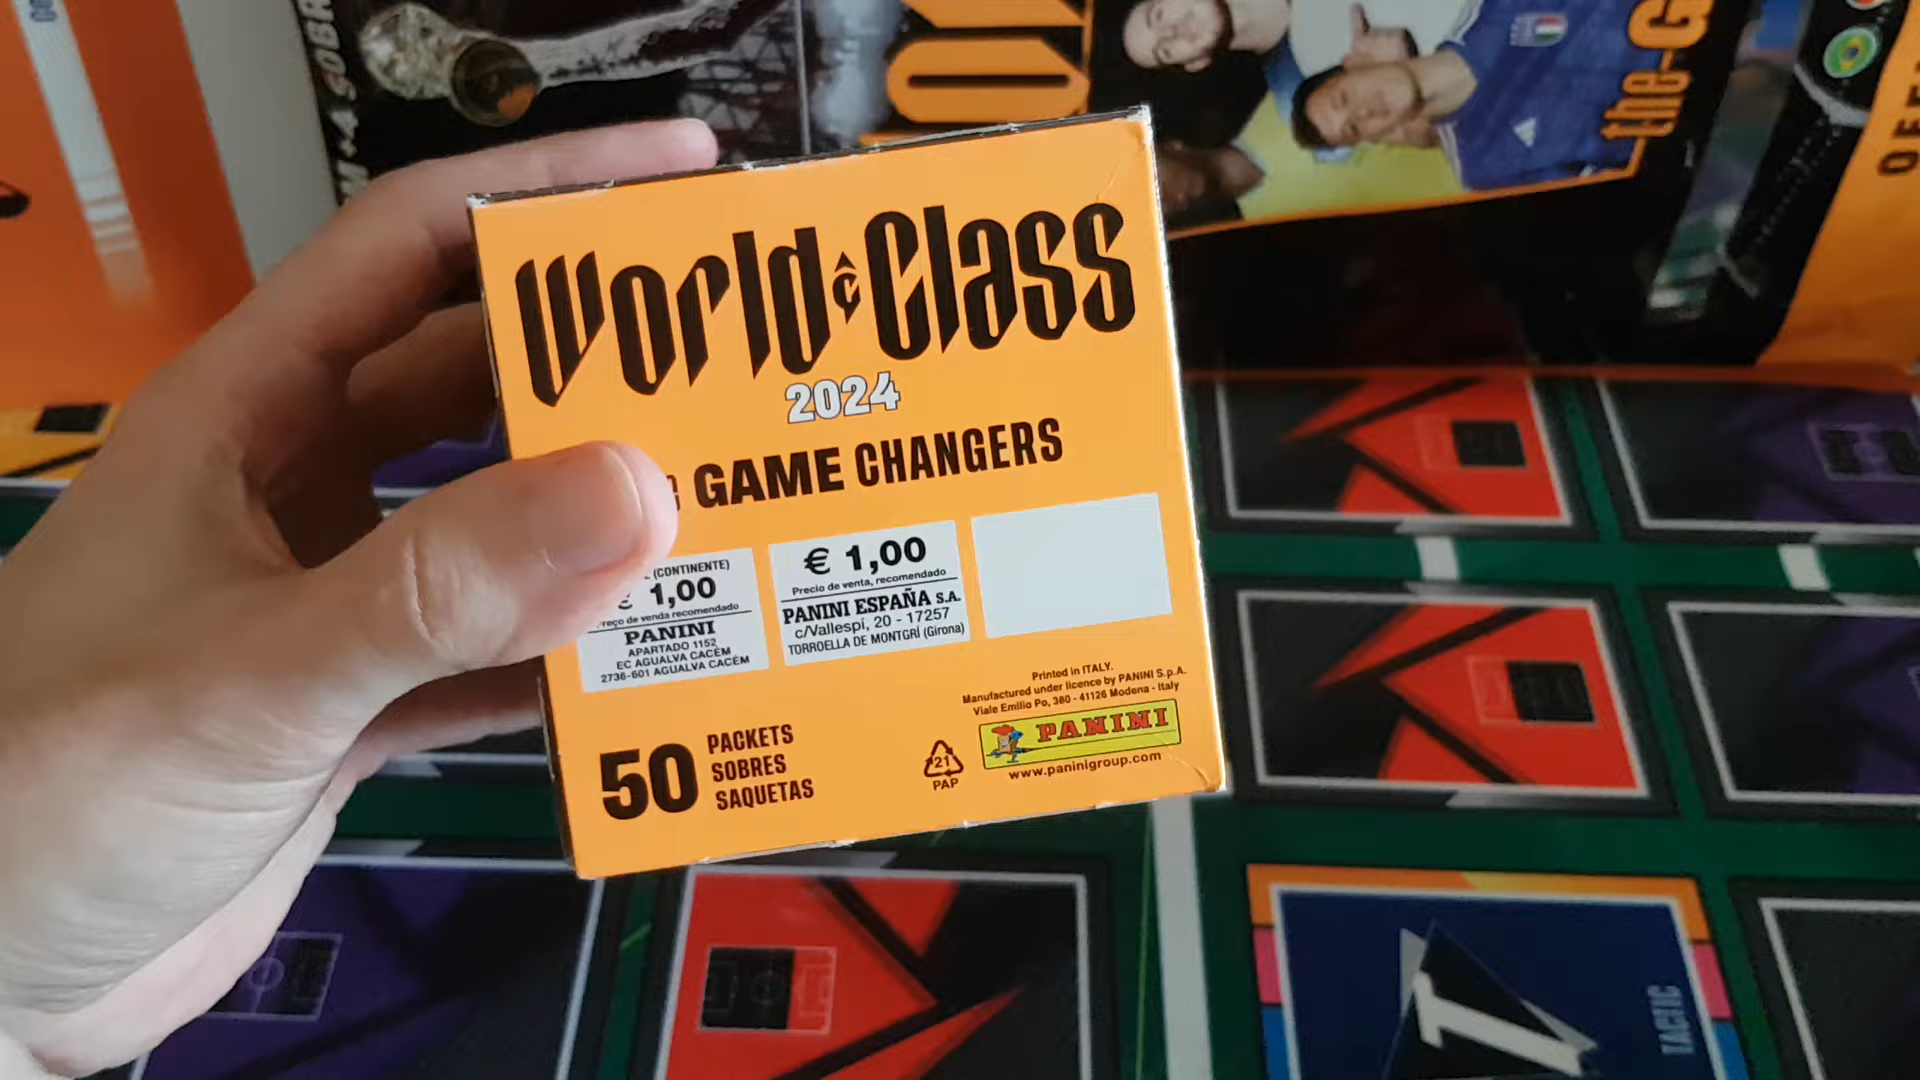 World Class
2024
GAME CHANGERS
(CONTINENTE)
€ 1,00
Preço de venda recomendado
PANINI
APARTADO 1152
EC AGUALVA CACÉM
2736-601 AGUALVA CACÉM
€ 1,00
Precio de venta, recomendado
PANINI ESPAÑA S.A.
c/Vallespí, 20 - 17257
TORROELLA DE MONTGRÍ (Girona)
50
PACKETS
SOBRES
SAQUETAS
21
PAP
Printed in ITALY.
Manufactured under licence by PANINI S.p.A.
Viale Emilio Po, 380 - 41126 Modena - Italy
PANINI
www.paninigroup.com
the-G
TACTIC